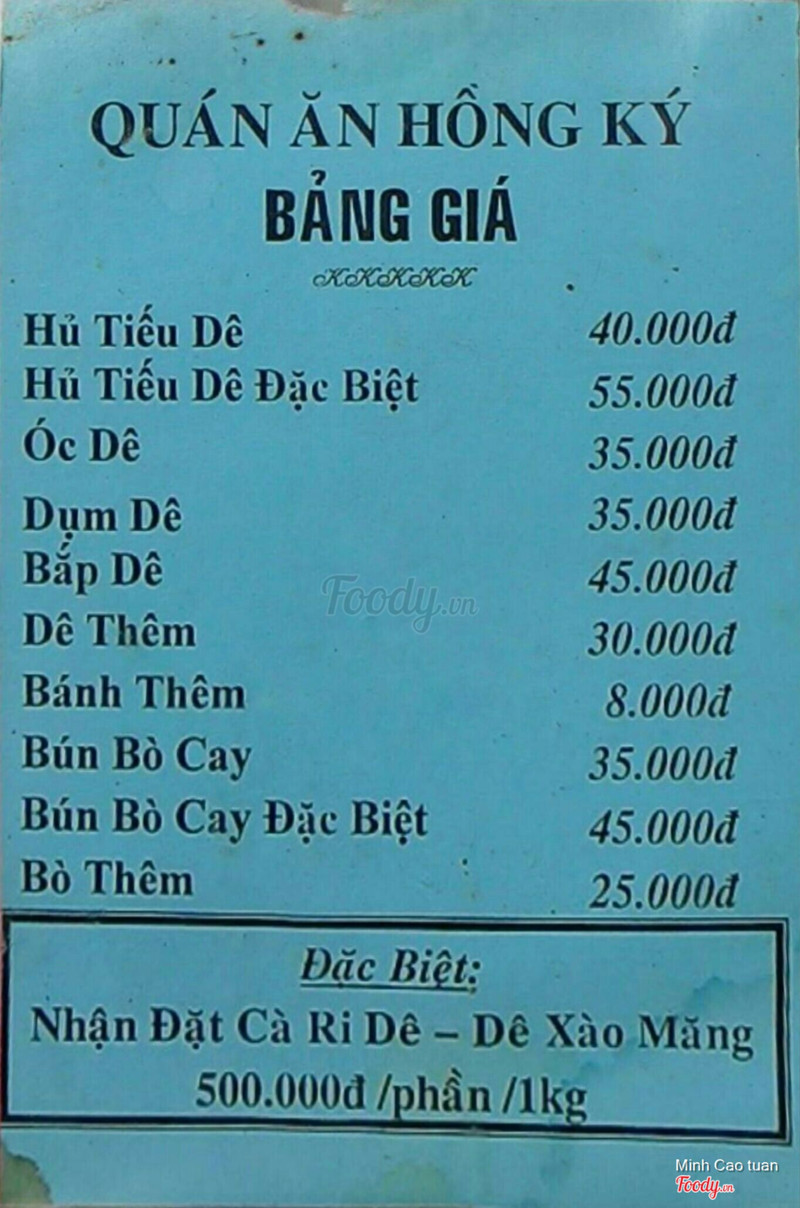 QUÁN ĂN HỒNG KÝ
BẢNG GIÁ
Hủ Tiếu Dê 40.000đ
Hủ Tiếu Dê Đặc Biệt 55.000đ
Óc Dê 35.000đ
Dụm Dê 35.000đ
Bắp Dê 45.000đ
Dê Thêm 30.000đ
Bánh Thêm 8.000đ
Bún Bò Cay 35.000đ
Bún Bò Cay Đặc Biệt 45.000đ
Bò Thêm 25.000đ
Đặc Biệt:
Nhận Đặt Cà Ri Dê – Dê Xào Măng
500.000đ /phần /1kg
Foody.vn
Minh Cao tuan
Foody.vn